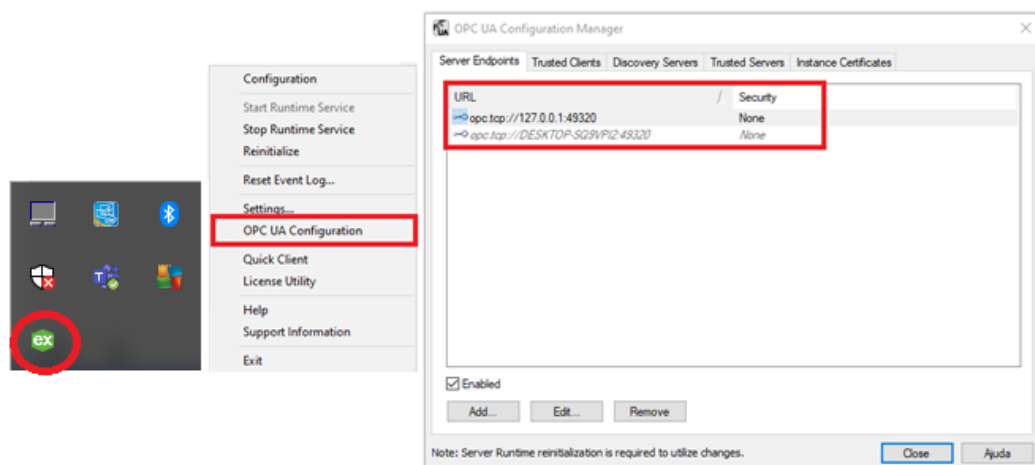 ex
Configuration
Start Runtime Service
Stop Runtime Service
Reinitialize
Reset Event Log...
Settings...
OPC UA Configuration
Quick Client
License Utility
Help
Support Information
Exit
OPC UA Configuration Manager
Server Endpoints Trusted Clients Discovery Servers Trusted Servers Instance Certificates
URL / Security
opc.tcp://127.0.0.1:49320 None
opc.tcp://DESKTOP-SQ9VPI2:49320 None
Enabled
Add... Edit... Remove
Note: Server Runtime reinitialization is required to utilize changes.
Close Ajuda